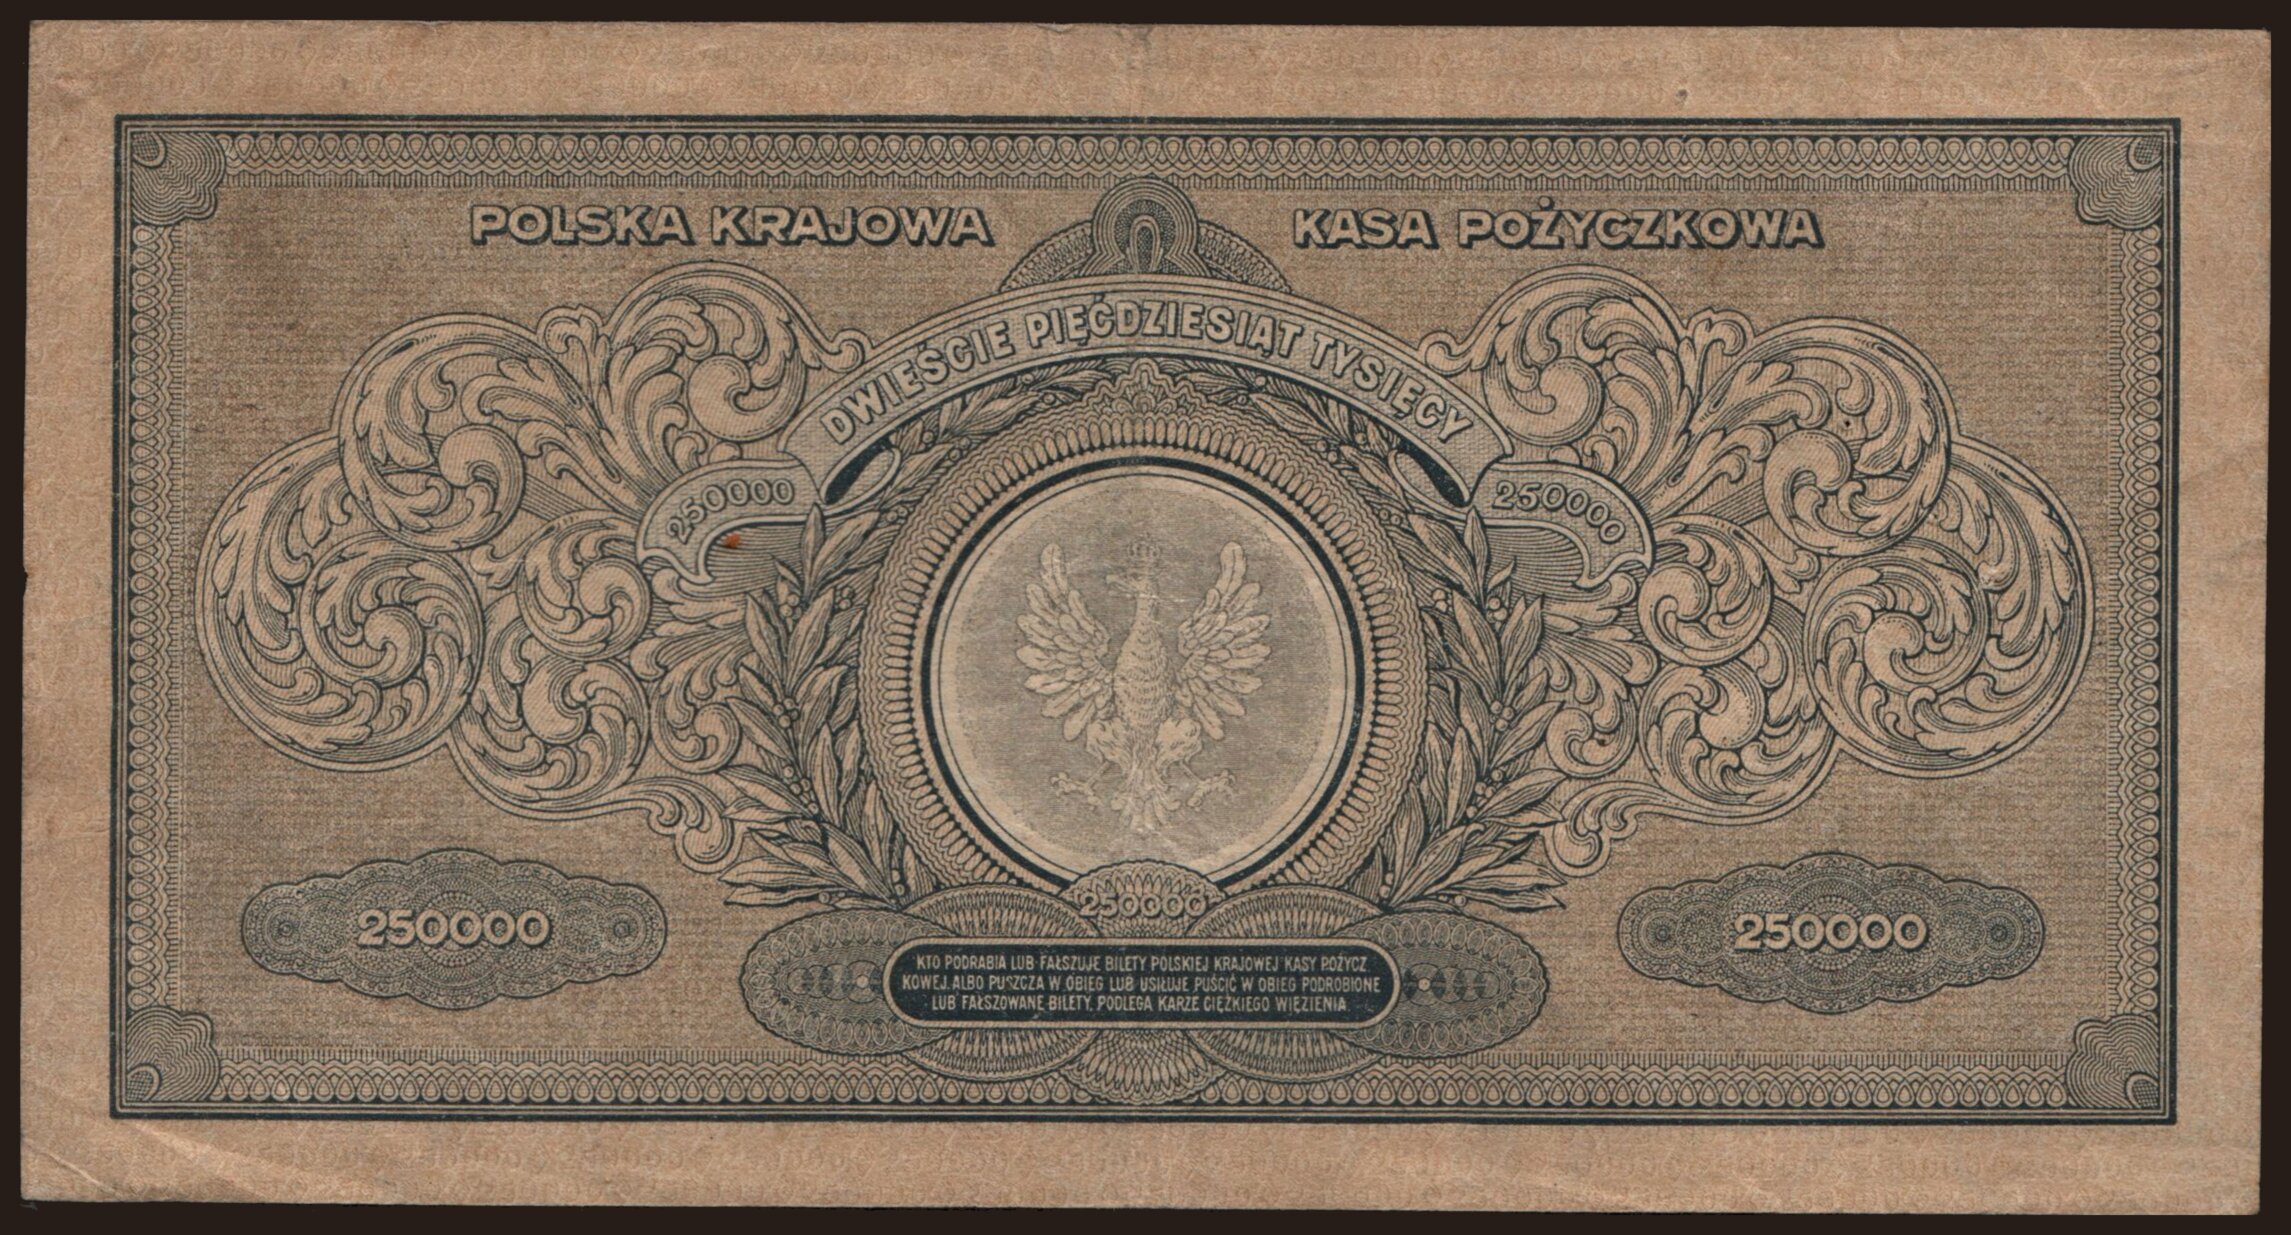 POLSKA KRAJOWA KASA POŻYCZKOWA
DWIEŚCIE PIĘĆDZIESIĄT TYSIĘCY
250000 250000
250000 250000 250000
KTO PODRABIA LUB FAŁSZUJE BILETY POLSKIEJ KRAJOWEJ KASY POŻYCZ
KOWEJ, ALBO PUSZCZA W OBIEG LUB USIŁUJE PUŚCIĆ W OBIEG PODROBIONE
LUB FAŁSZOWANE BILETY, PODLEGA KARZE CIĘŻKIEGO WIĘZIENIA